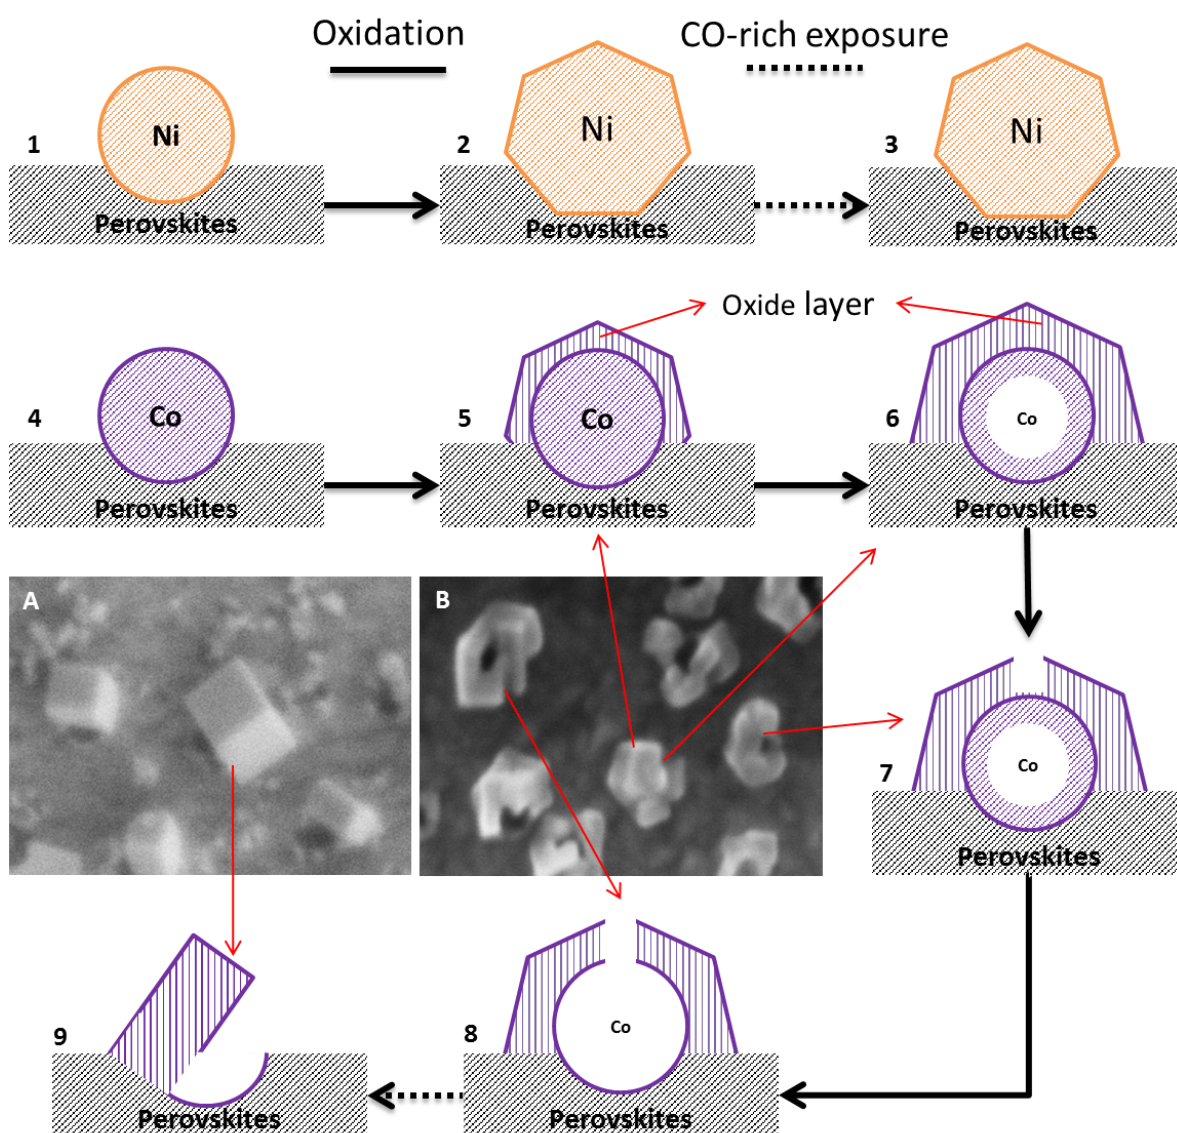 Oxidation
CO-rich exposure
1
Ni
Perovskites
2
Ni
Perovskites
3
Ni
Perovskites
Oxide layer
4
Co
Perovskites
5
Co
Perovskites
6
Co
Perovskites
A
B
7
Co
Perovskites
9
Perovskites
8
Co
Perovskites